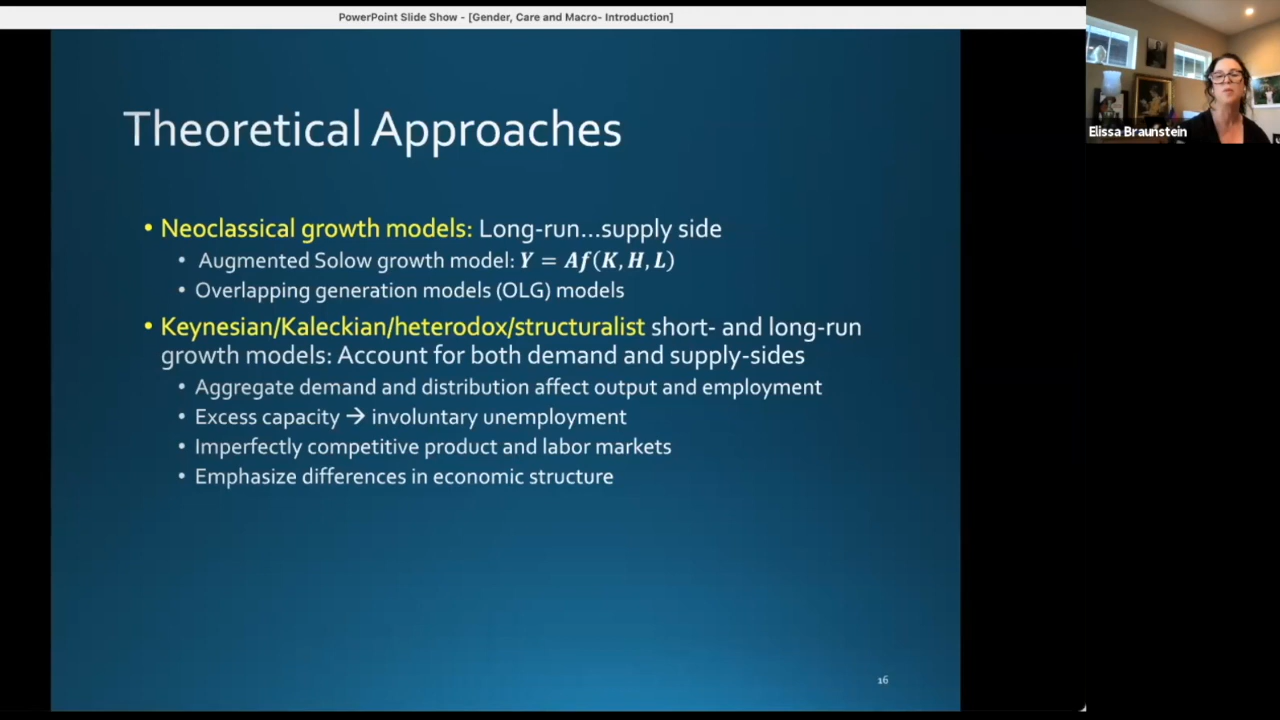 PowerPoint Slide Show - [Gender, Care and Macro- Introduction]
Elissa Braunstein
Theoretical Approaches
• Neoclassical growth models: Long-run...supply side
• Augmented Solow growth model: Y = Af(K, H, L)
• Overlapping generation models (OLG) models
• Keynesian/Kaleckian/heterodox/structuralist short- and long-run
growth models: Account for both demand and supply-sides
• Aggregate demand and distribution affect output and employment
• Excess capacity → involuntary unemployment
• Imperfectly competitive product and labor markets
• Emphasize differences in economic structure
16